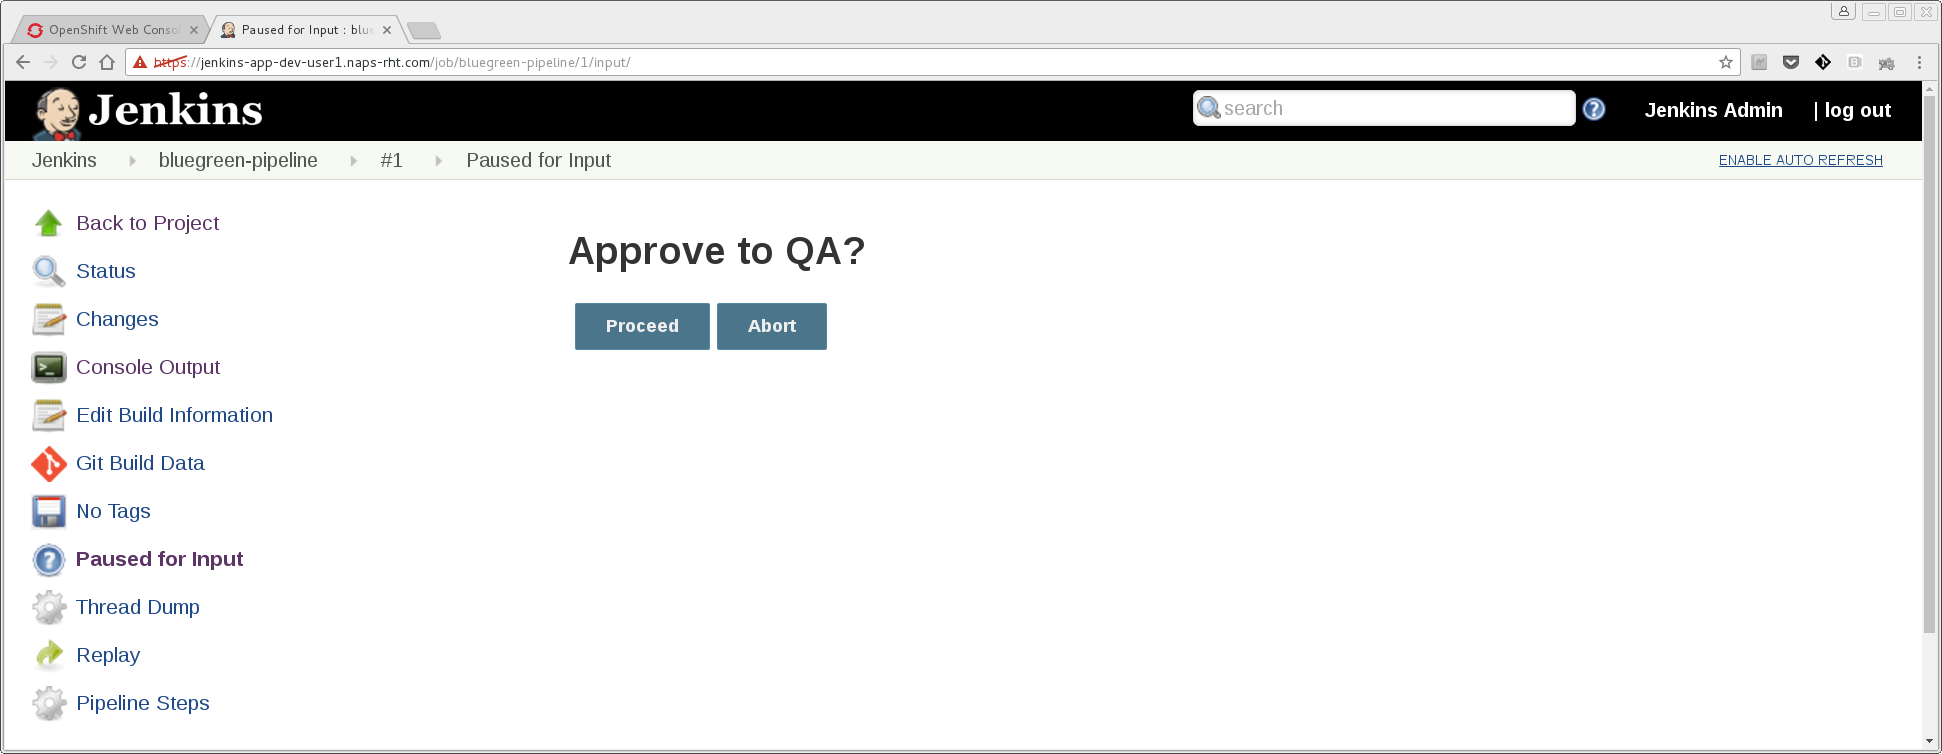 OpenShift Web Conso
Paused for Input : blu
https://jenkins-app-dev-user1.naps-rht.com/job/bluegreen-pipeline/1/input/
Jenkins
search
Jenkins Admin
| log out
Jenkins
bluegreen-pipeline
#1
Paused for Input
ENABLE AUTO REFRESH
Back to Project
Status
Changes
Console Output
Edit Build Information
Git Build Data
No Tags
Paused for Input
Thread Dump
Replay
Pipeline Steps
Approve to QA?
Proceed
Abort